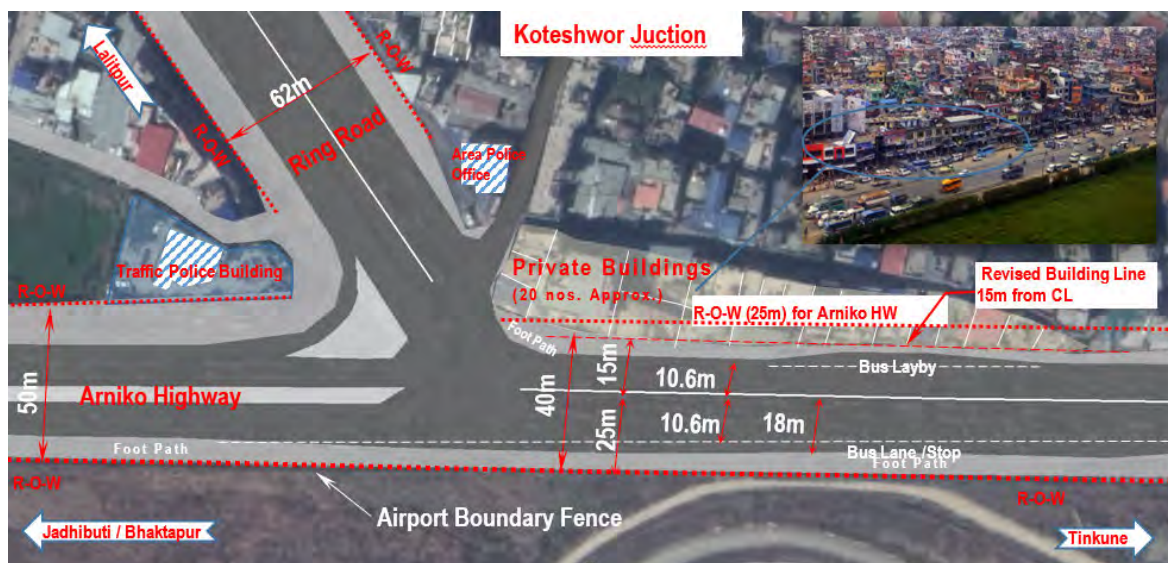 Koteshwor Juction
Lalitpur
R-O-W
R-O-W
62m
Ring Road
Area Police
Office
Traffic Police Building
Private Buildings
(20 nos. Approx.)
Revised Building Line
15m from CL
R-O-W
R-O-W (25m) for Arniko HW
Foot Path
Bus Layby
50m
Arniko Highway
40m
15m
10.6m
25m
10.6m
18m
Foot Path
Bus Lane /Stop
Foot Path
R-O-W
R-O-W
Airport Boundary Fence
Jadhibuti / Bhaktapur
Tinkune